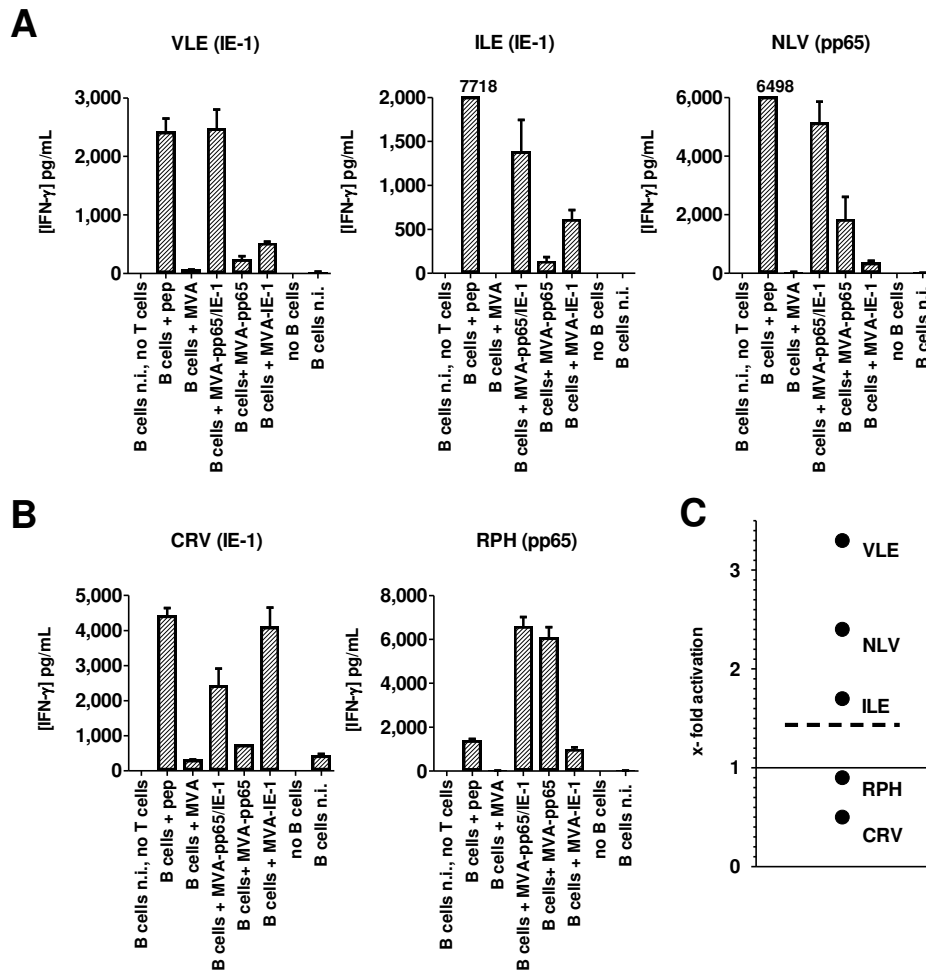 A
VLE (IE-1)
[IFN-γ] pg/mL
3,000
2,000
1,000
0
B cells n.i., no T cells
B cells + pep
B cells + MVA
B cells + MVA-pp65/IE-1
B cells+ MVA-pp65
B cells + MVA-IE-1
no B cells
B cells n.i.
ILE (IE-1)
[IFN-γ] pg/mL
7718
2,000
1,500
1,000
500
0
B cells n.i., no T cells
B cells + pep
B cells + MVA
B cells + MVA-pp65/IE-1
B cells+ MVA-pp65
B cells + MVA-IE-1
no B cells
B cells n.i.
NLV (pp65)
[IFN-γ] pg/mL
6498
6,000
4,000
2,000
0
B cells n.i., no T cells
B cells + pep
B cells + MVA
B cells + MVA-pp65/IE-1
B cells+ MVA-pp65
B cells + MVA-IE-1
no B cells
B cells n.i.
B
CRV (IE-1)
[IFN-γ] pg/mL
5,000
4,000
3,000
2,000
1,000
0
B cells n.i., no T cells
B cells + pep
B cells + MVA
B cells + MVA-pp65/IE-1
B cells+ MVA-pp65
B cells + MVA-IE-1
no B cells
B cells n.i.
RPH (pp65)
[IFN-γ] pg/mL
8,000
6,000
4,000
2,000
0
B cells n.i., no T cells
B cells + pep
B cells + MVA
B cells + MVA-pp65/IE-1
B cells+ MVA-pp65
B cells + MVA-IE-1
no B cells
B cells n.i.
C
x- fold activation
3
2
1
0
VLE
NLV
ILE
RPH
CRV